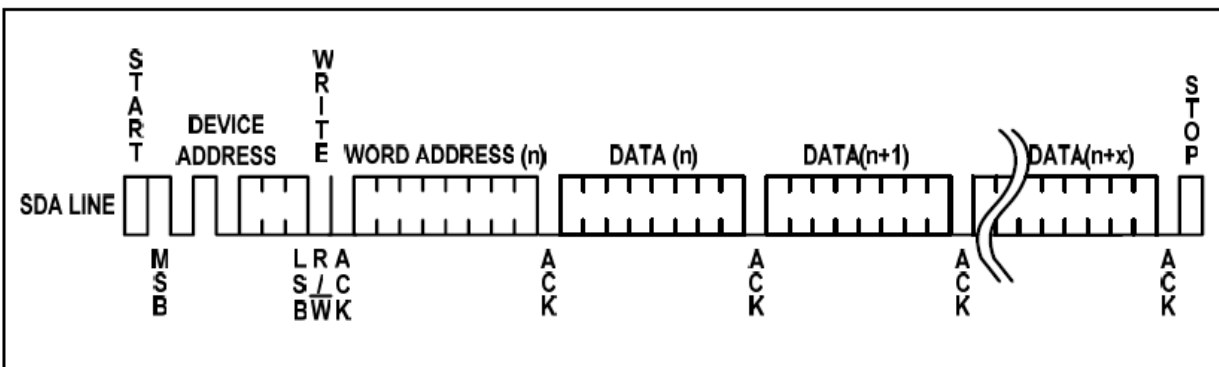 START
WRITE
STOP
DEVICE
ADDRESS
WORD ADDRESS (n)
DATA (n)
DATA(n+1)
DATA(n+x)
SDA LINE
MSB
LSB
R/W̅
ACK
ACK
ACK
ACK
ACK